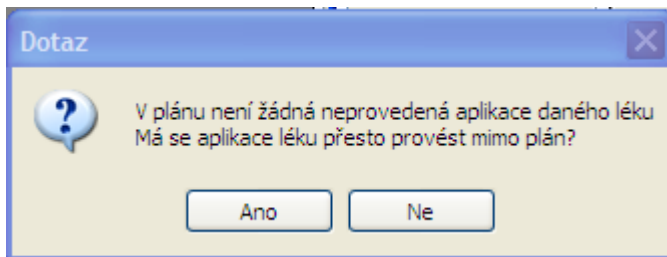 Dotaz
V plánu není žádná neprovedená aplikace daného léku
Má se aplikace léku přesto provést mimo plán?
Ano
Ne